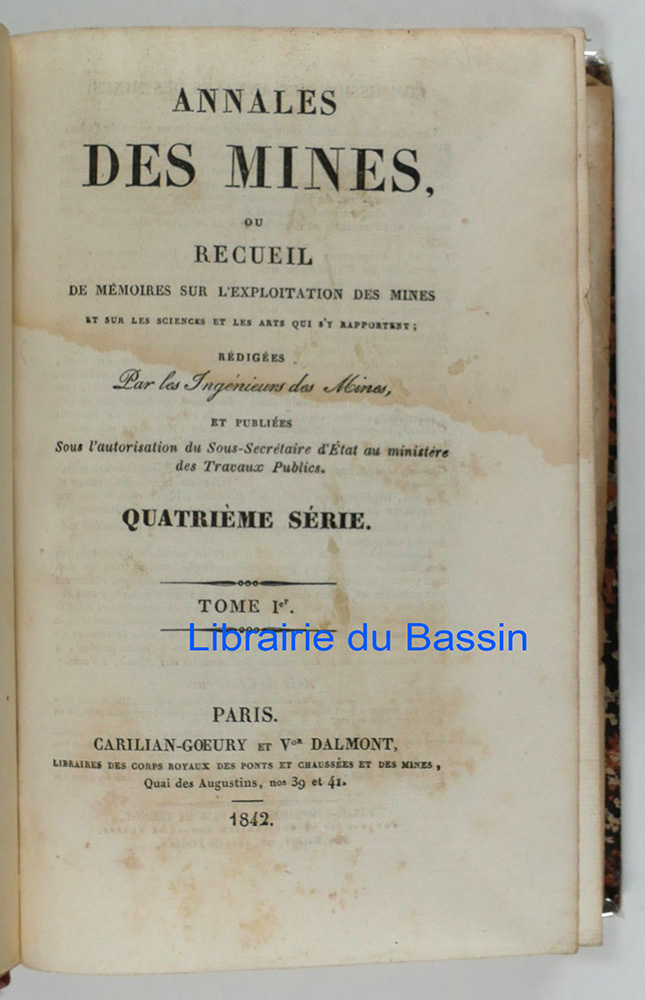 ANNALES
DES MINES,
OU
RECUEIL
DE MÉMOIRES SUR L'EXPLOITATION DES MINES
ET SUR LES SCIENCES ET LES ARTS QUI S'Y RAPPORTENT ;
RÉDIGÉES
Par les Ingénieurs des Mines,
ET PUBLIÉES
Sous l'autorisation du Sous-Secrétaire d'État au ministère
des Travaux Publics.
QUATRIÈME SÉRIE.
TOME Ier.
Librairie du Bassin
PARIS.
CARILIAN-GOEURY ET Vor DALMONT,
LIBRAIRES DES CORPS ROYAUX DES PONTS ET CHAUSSÉES ET DES MINES ,
Quai des Augustins, nos 39 et 41.
1842.